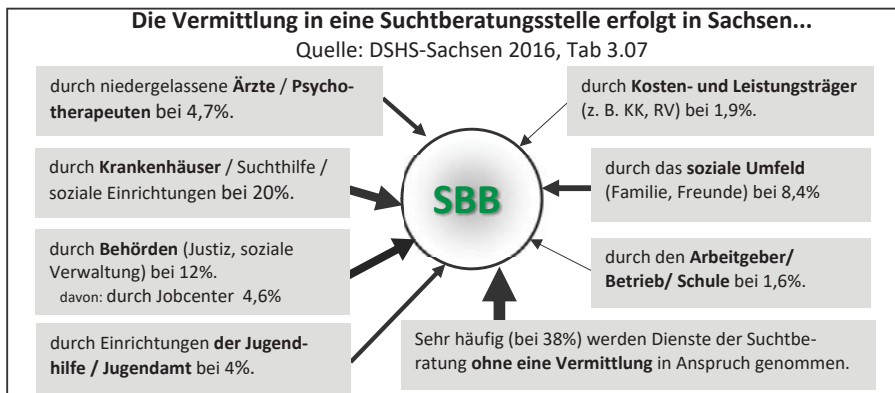 Die Vermittlung in eine Suchtberatungsstelle erfolgt in Sachsen...
Quelle: DSHS-Sachsen 2016, Tab 3.07
durch niedergelassene Ärzte / Psycho-
therapeuten bei 4,7%.
durch Kosten- und Leistungsträger
(z. B. KK, RV) bei 1,9%.
durch Krankenhäuser / Suchthilfe /
soziale Einrichtungen bei 20%.
SBB
durch das soziale Umfeld
(Familie, Freunde) bei 8,4%
durch Behörden (Justiz, soziale
Verwaltung) bei 12%.
davon: durch Jobcenter 4,6%
durch den Arbeitgeber/
Betrieb/ Schule bei 1,6%.
durch Einrichtungen der Jugend-
hilfe / Jugendamt bei 4%.
Sehr häufig (bei 38%) werden Dienste der Suchtbe-
ratung ohne eine Vermittlung in Anspruch genommen.